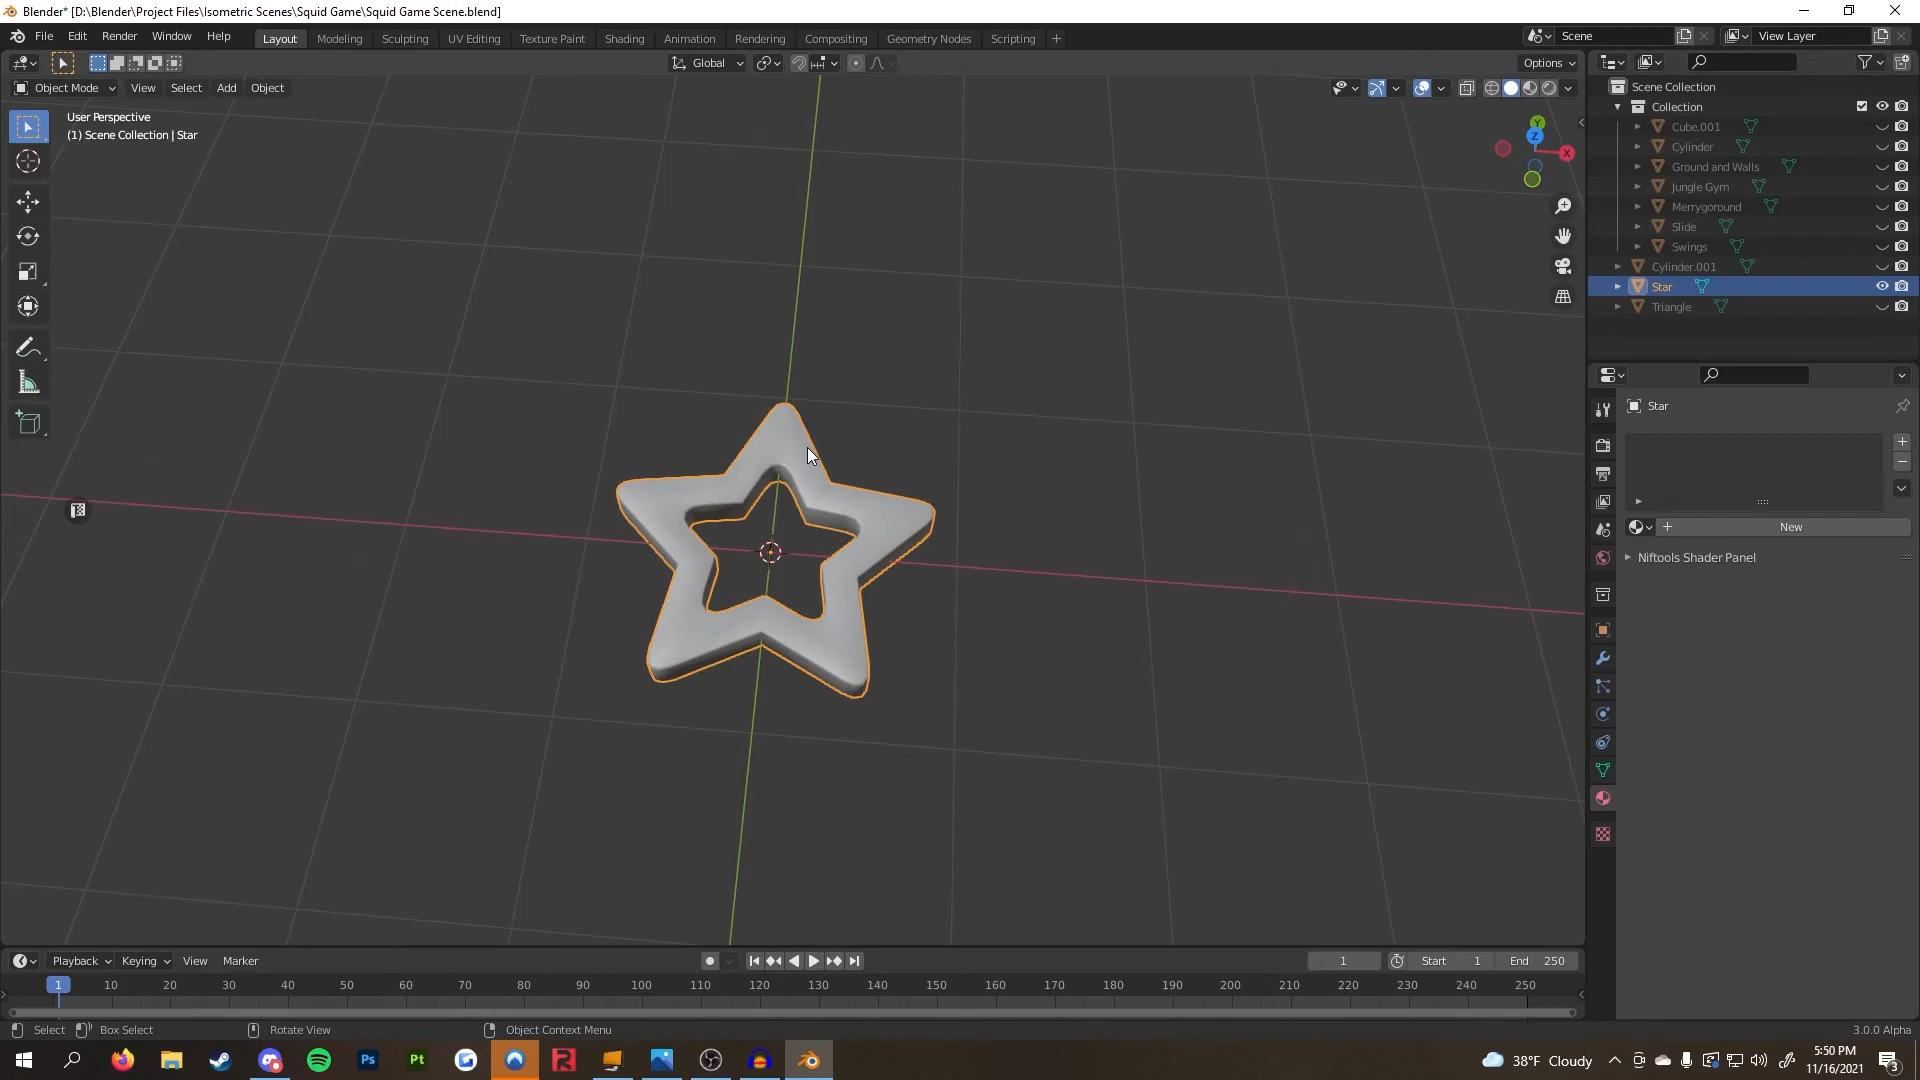 Blender* [D:\Blender\Project Files\Isometric Scenes\Squid Game\Squid Game Scene.blend]
File Edit Render Window Help Layout Modeling Sculpting UV Editing Texture Paint Shading Animation Rendering Compositing Geometry Nodes Scripting + Scene View Layer
Global Options
Object Mode View Select Add Object
User Perspective
(1) Scene Collection | Star
Y
Z
X
Scene Collection
Collection
Cube.001
Cylinder
Ground and Walls
Jungle Gym
Merrygoround
Slide
Swings
Cylinder.001
Star
Triangle
Star
New
Niftools Shader Panel
Playback Keying View Marker 1 Start 1 End 250
1 10 20 30 40 50 60 70 80 90 100 110 120 130 140 150 160 170 180 190 200 210 220 230 240 250
Select Box Select Rotate View Object Context Menu 3.0.0 Alpha
Ps Pt 38°F Cloudy 5:50 PM
11/16/2021 3